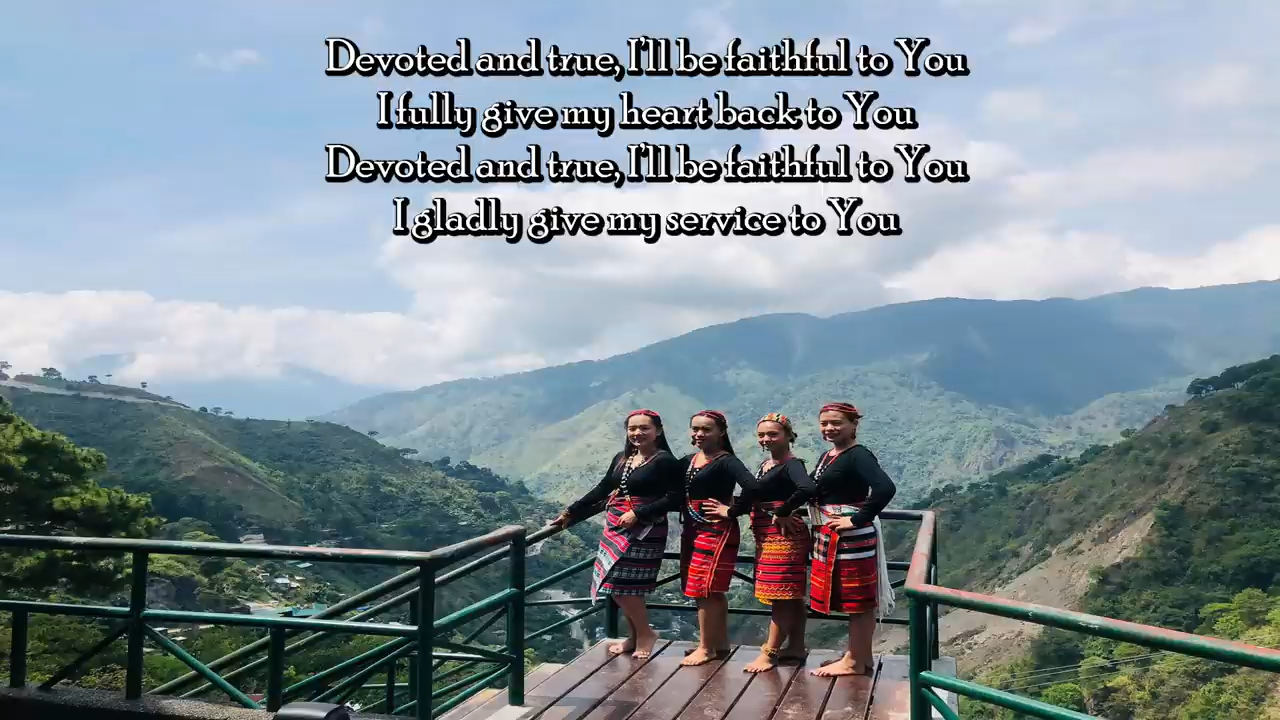 Devoted and true, I'll be faithful to You
I fully give my heart back to You
Devoted and true, I'll be faithful to You
I gladly give my service to You